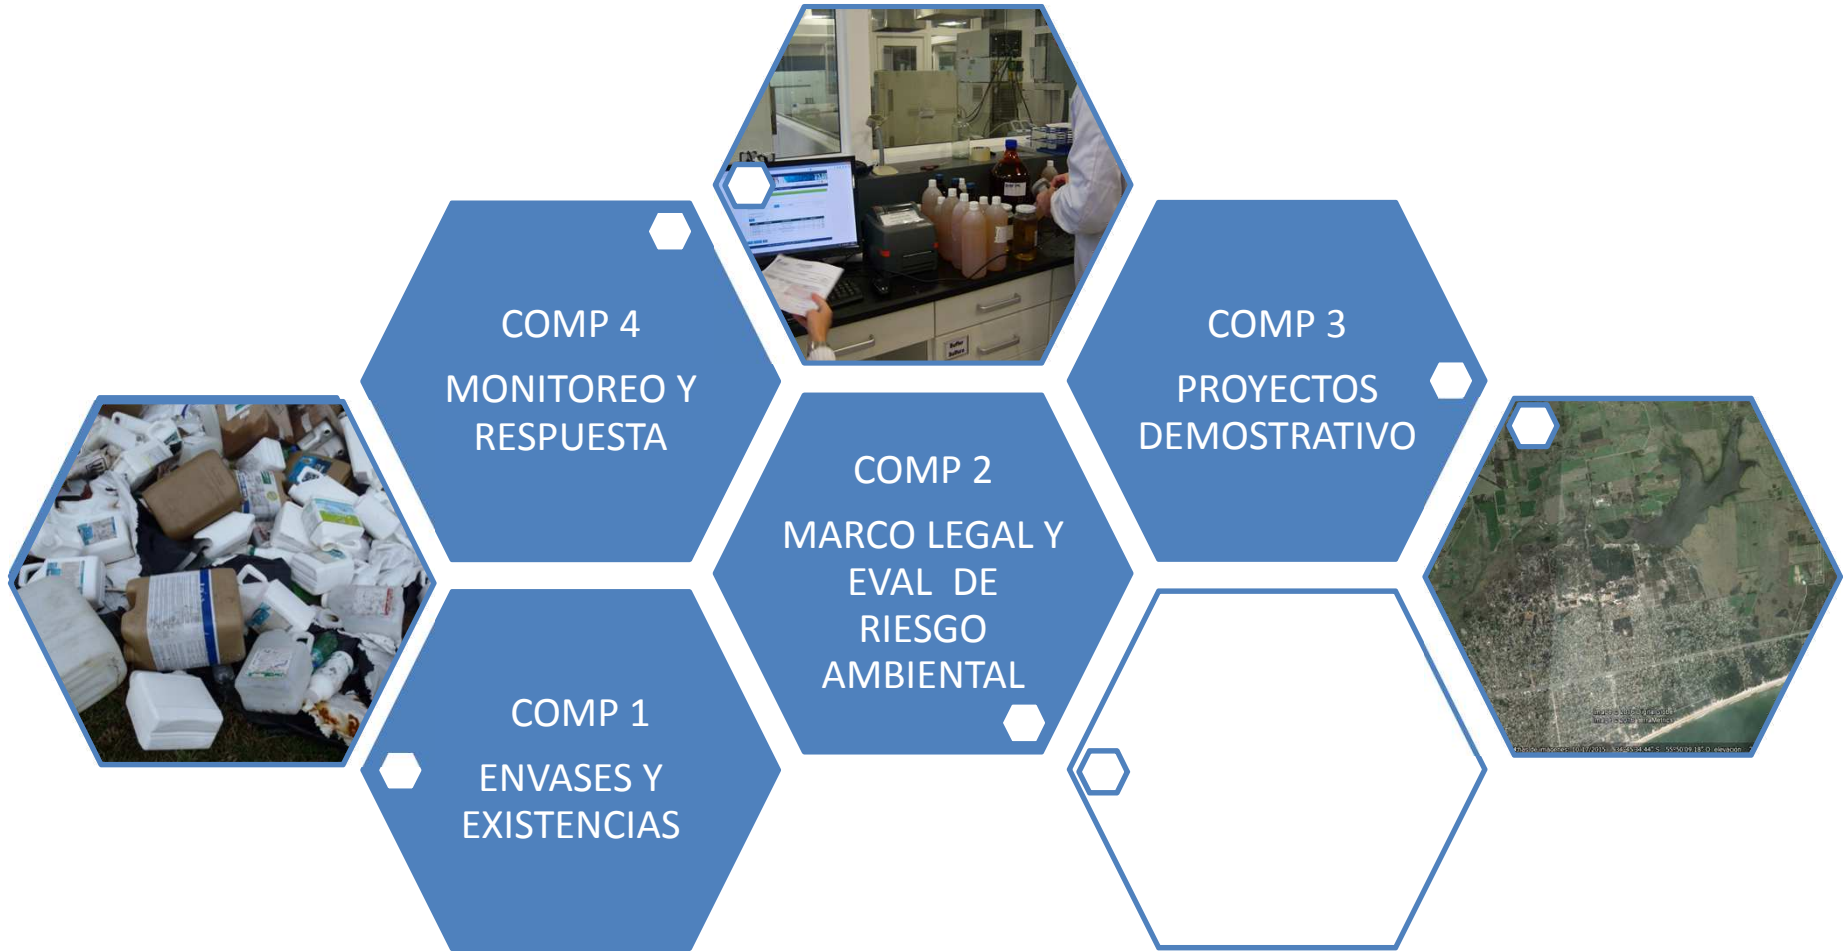 COMP 4
MONITOREO Y
RESPUESTA
COMP 3
PROYECTOS
DEMOSTRATIVO
COMP 2
MARCO LEGAL Y
EVAL DE
RIESGO
AMBIENTAL
COMP 1
ENVASES Y
EXISTENCIAS
Buffer